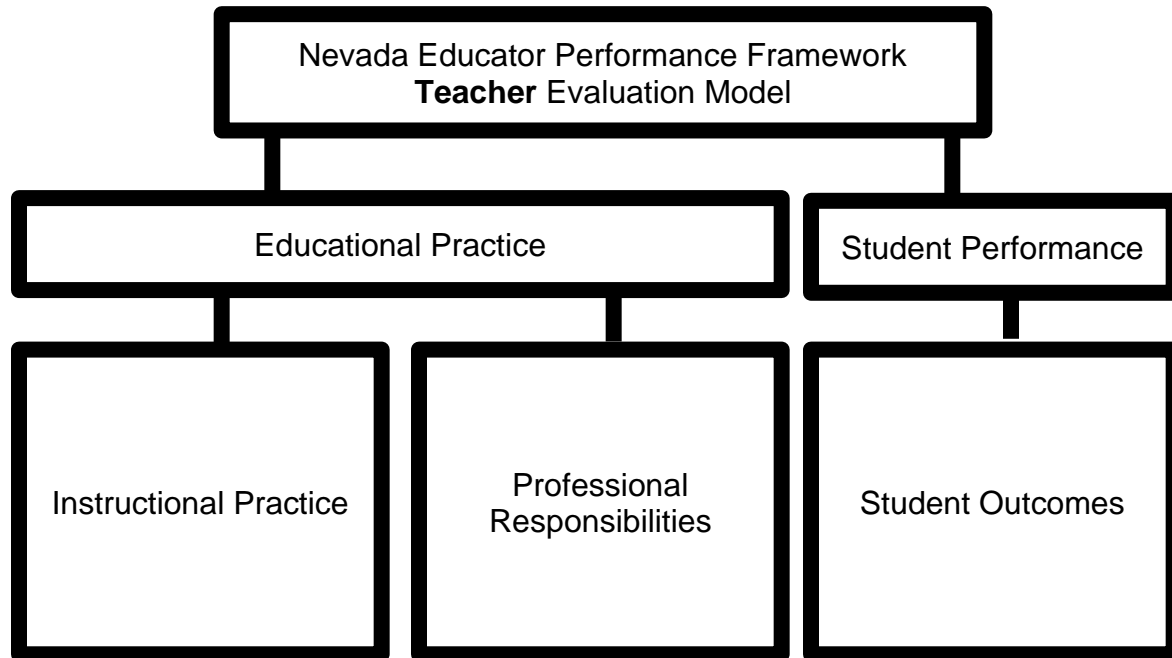 Nevada Educator Performance Framework
Teacher Evaluation Model
Educational Practice
Student Performance
Instructional Practice
Professional
Responsibilities
Student Outcomes